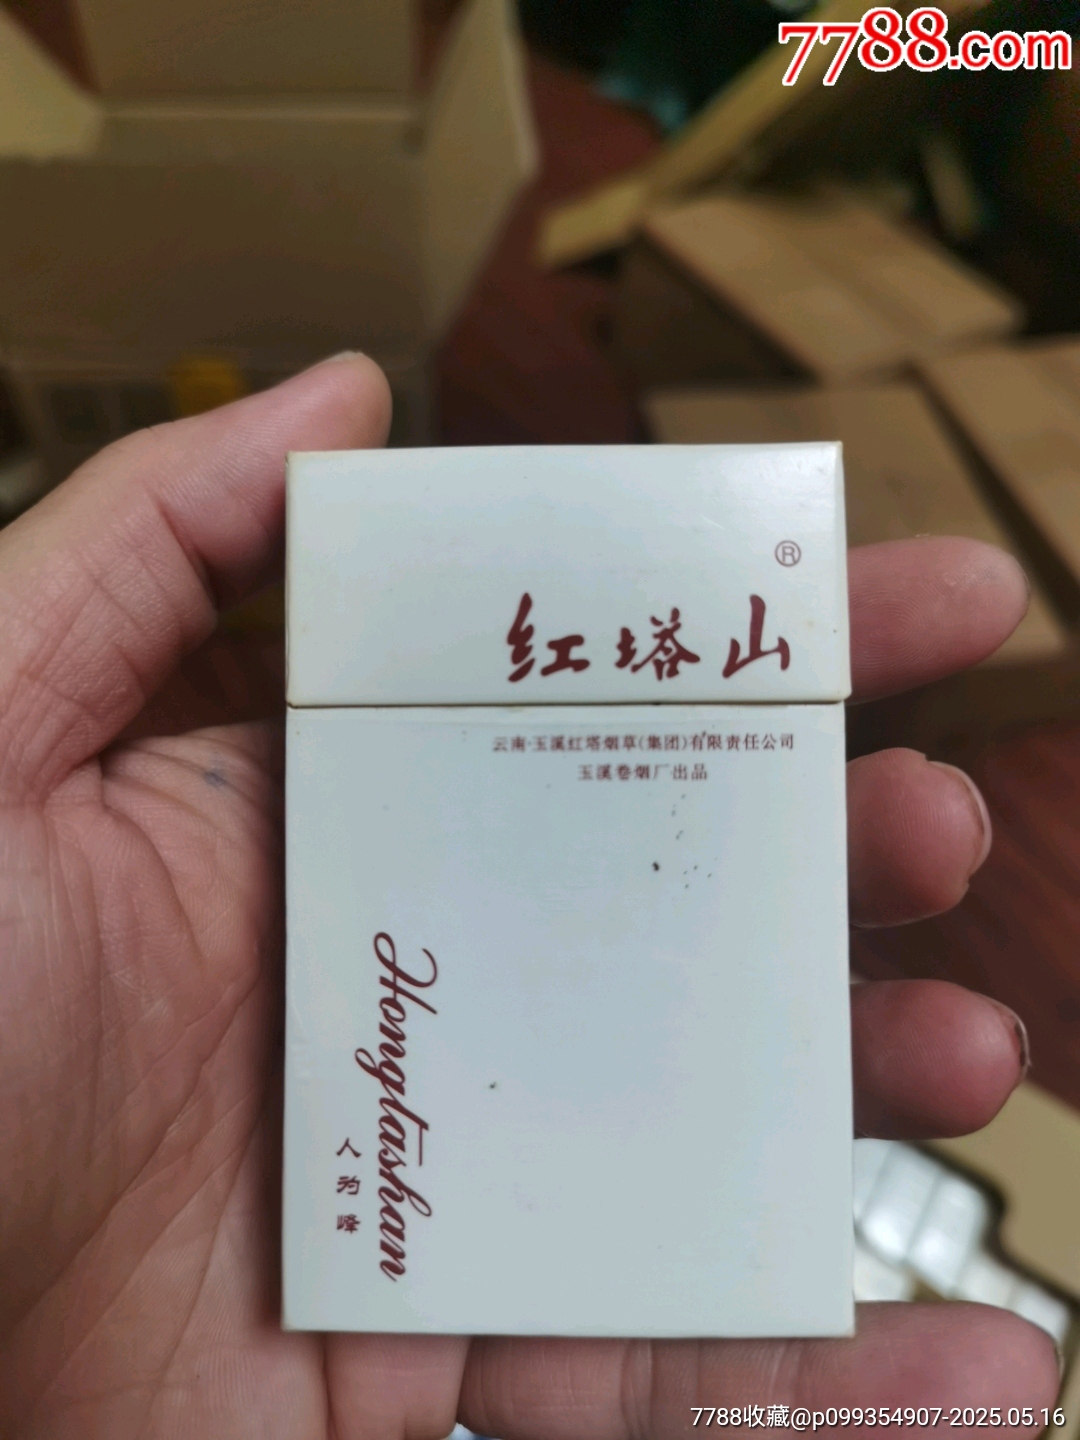 7788.com
®
红塔山
云南·玉溪红塔烟草(集团)有限责任公司
玉溪卷烟厂出品
Hongtashan
人为峰
7788收藏@p099354907-2025.05.16